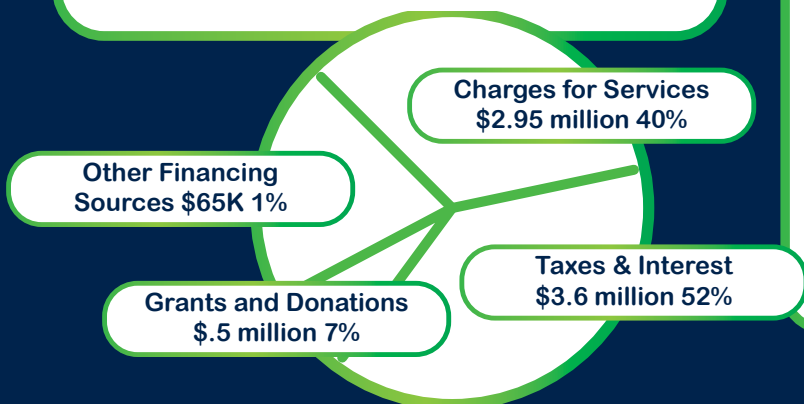 Charges for Services
$2.95 million 40%
Other Financing
Sources $65K 1%
Taxes & Interest
$3.6 million 52%
Grants and Donations
$.5 million 7%